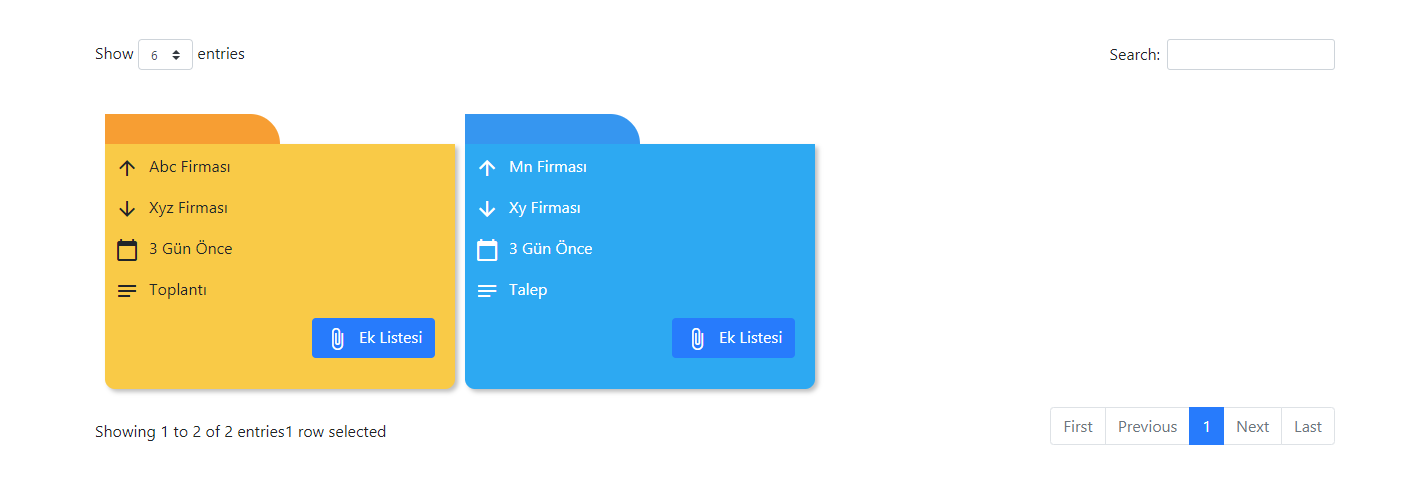 Show 6 entries
Search:
Abc Firması
Xyz Firması
3 Gün Önce
Toplantı
Ek Listesi
Mn Firması
Xy Firması
3 Gün Önce
Talep
Ek Listesi
Showing 1 to 2 of 2 entries1 row selected
First Previous 1 Next Last